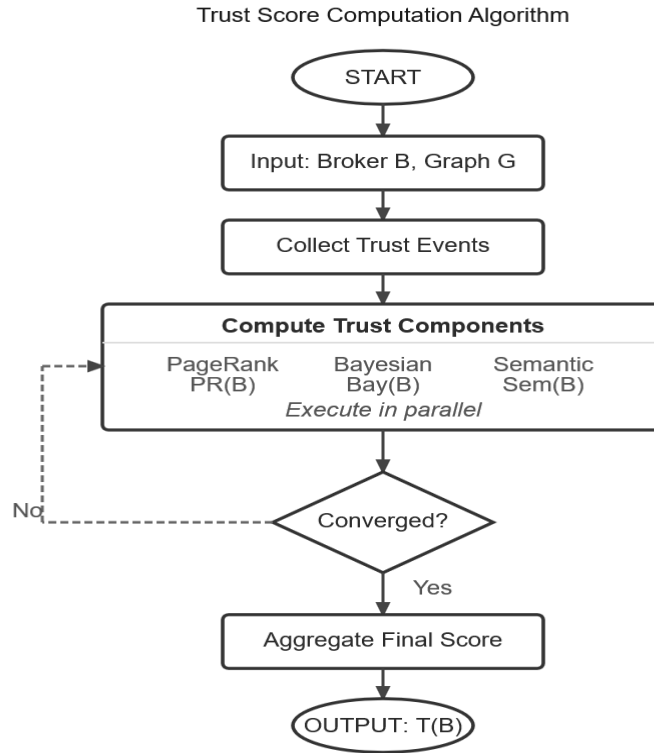 Trust Score Computation Algorithm
START
Input: Broker B, Graph G
Collect Trust Events
Compute Trust Components
PageRank Bayesian Semantic
PR(B) Bay(B) Sem(B)
Execute in parallel
No
Converged?
Yes
Aggregate Final Score
OUTPUT: T(B)